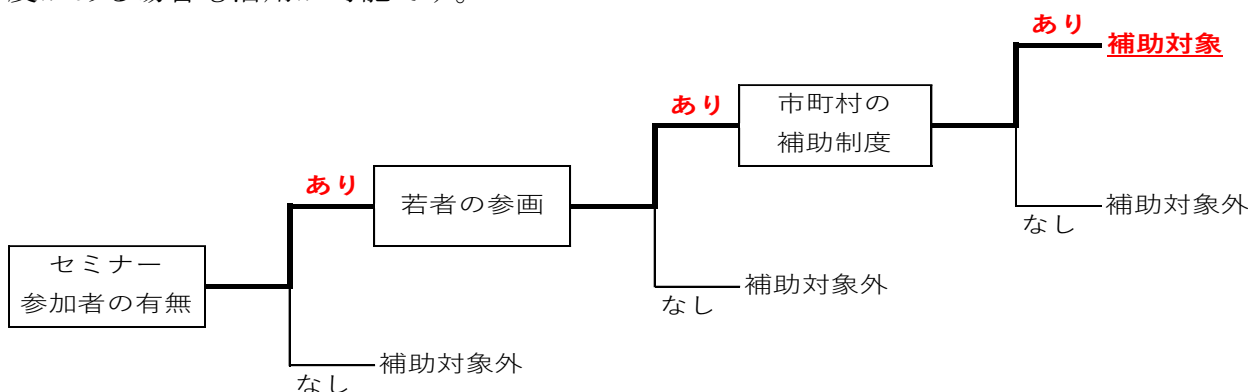 あり
補助対象
市町村の
補助制度
あり
補助対象外
なし
あり
若者の参画
補助対象外
なし
セミナー
参加者の有無
補助対象外
なし